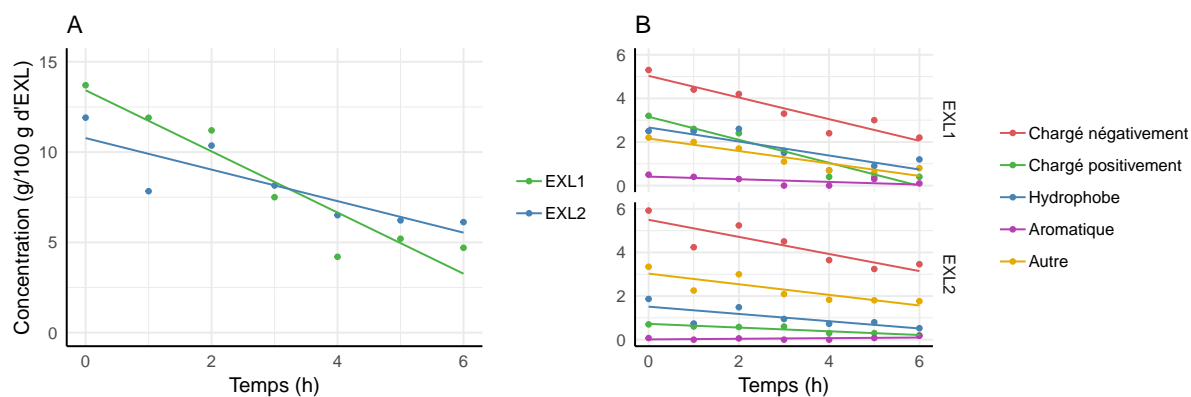 A
Concentration (g/100 g d'EXL)
15
10
5
0
0
2
4
6
Temps (h)
EXL1
EXL2
B
6
4
2
0
EXL1
6
4
2
0
EXL2
0
2
4
6
Temps (h)
Chargé négativement
Chargé positivement
Hydrophobe
Aromatique
Autre